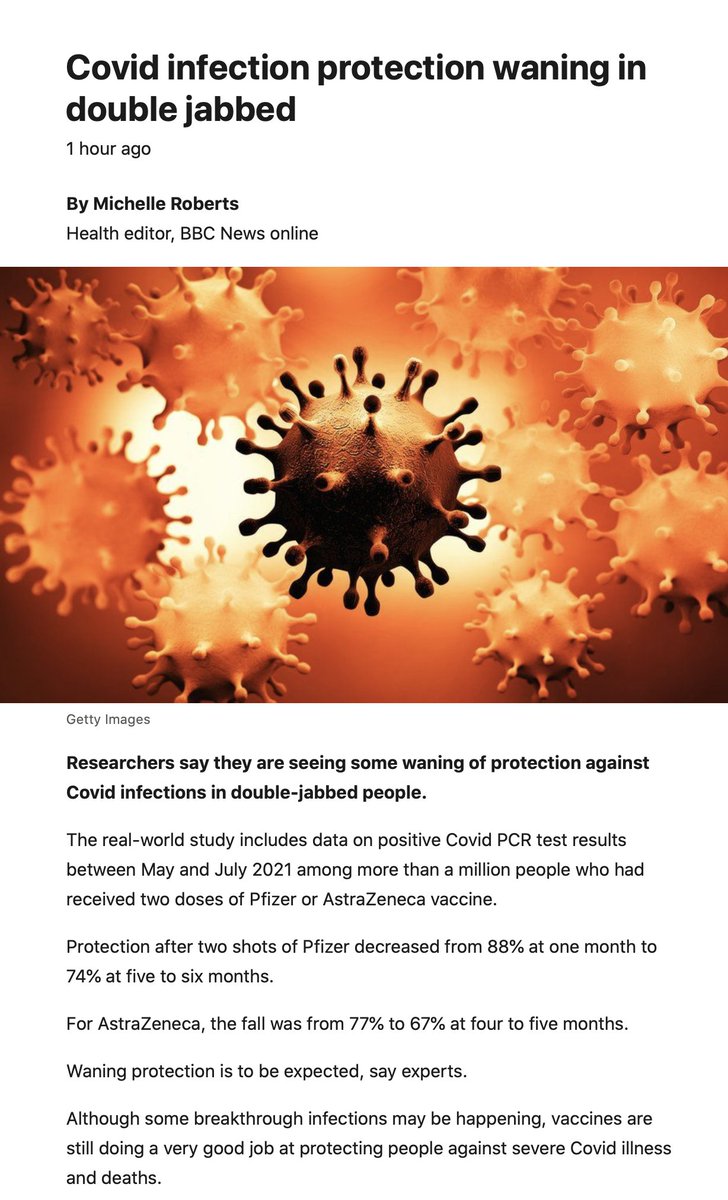 Covid infection protection waning in
double jabbed
1 hour ago
By Michelle Roberts
Health editor, BBC News online
Getty Images
Researchers say they are seeing some waning of protection against
Covid infections in double-jabbed people.
The real-world study includes data on positive Covid PCR test results
between May and July 2021 among more than a million people who had
received two doses of Pfizer or AstraZeneca vaccine.
Protection after two shots of Pfizer decreased from 88% at one month to
74% at five to six months.
For AstraZeneca, the fall was from 77% to 67% at four to five months.
Waning protection is to be expected, say experts.
Although some breakthrough infections may be happening, vaccines are
still doing a very good job at protecting people against severe Covid illness
and deaths.